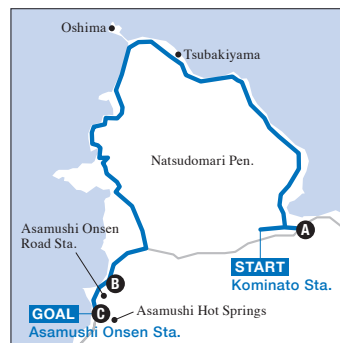 Oshima
Tsubakiyama
Natsudomari Pen.
A
Asamushi Onsen
Road Sta.
START
Kominato Sta.
B
GOAL
C
Asamushi Hot Springs
Asamushi Onsen Sta.